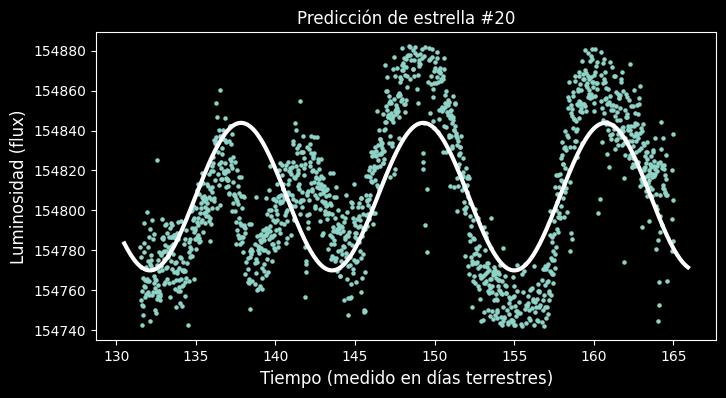 Predicción de estrella #20
Luminosidad (flux)
154880
154860
154840
154820
154800
154780
154760
154740
130 135 140 145 150 155 160 165
Tiempo (medido en días terrestres)